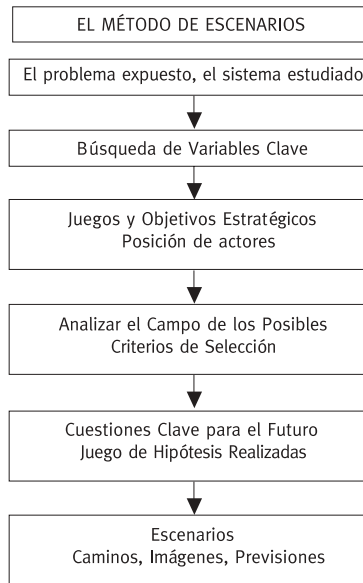 EL MÉTODO DE ESCENARIOS
El problema expuesto, el sistema estudiado
Búsqueda de Variables Clave
Juegos y Objetivos Estratégicos
Posición de actores
Analizar el Campo de los Posibles
Criterios de Selección
Cuestiones Clave para el Futuro
Juego de Hipótesis Realizadas
Escenarios
Caminos, Imágenes, Previsiones